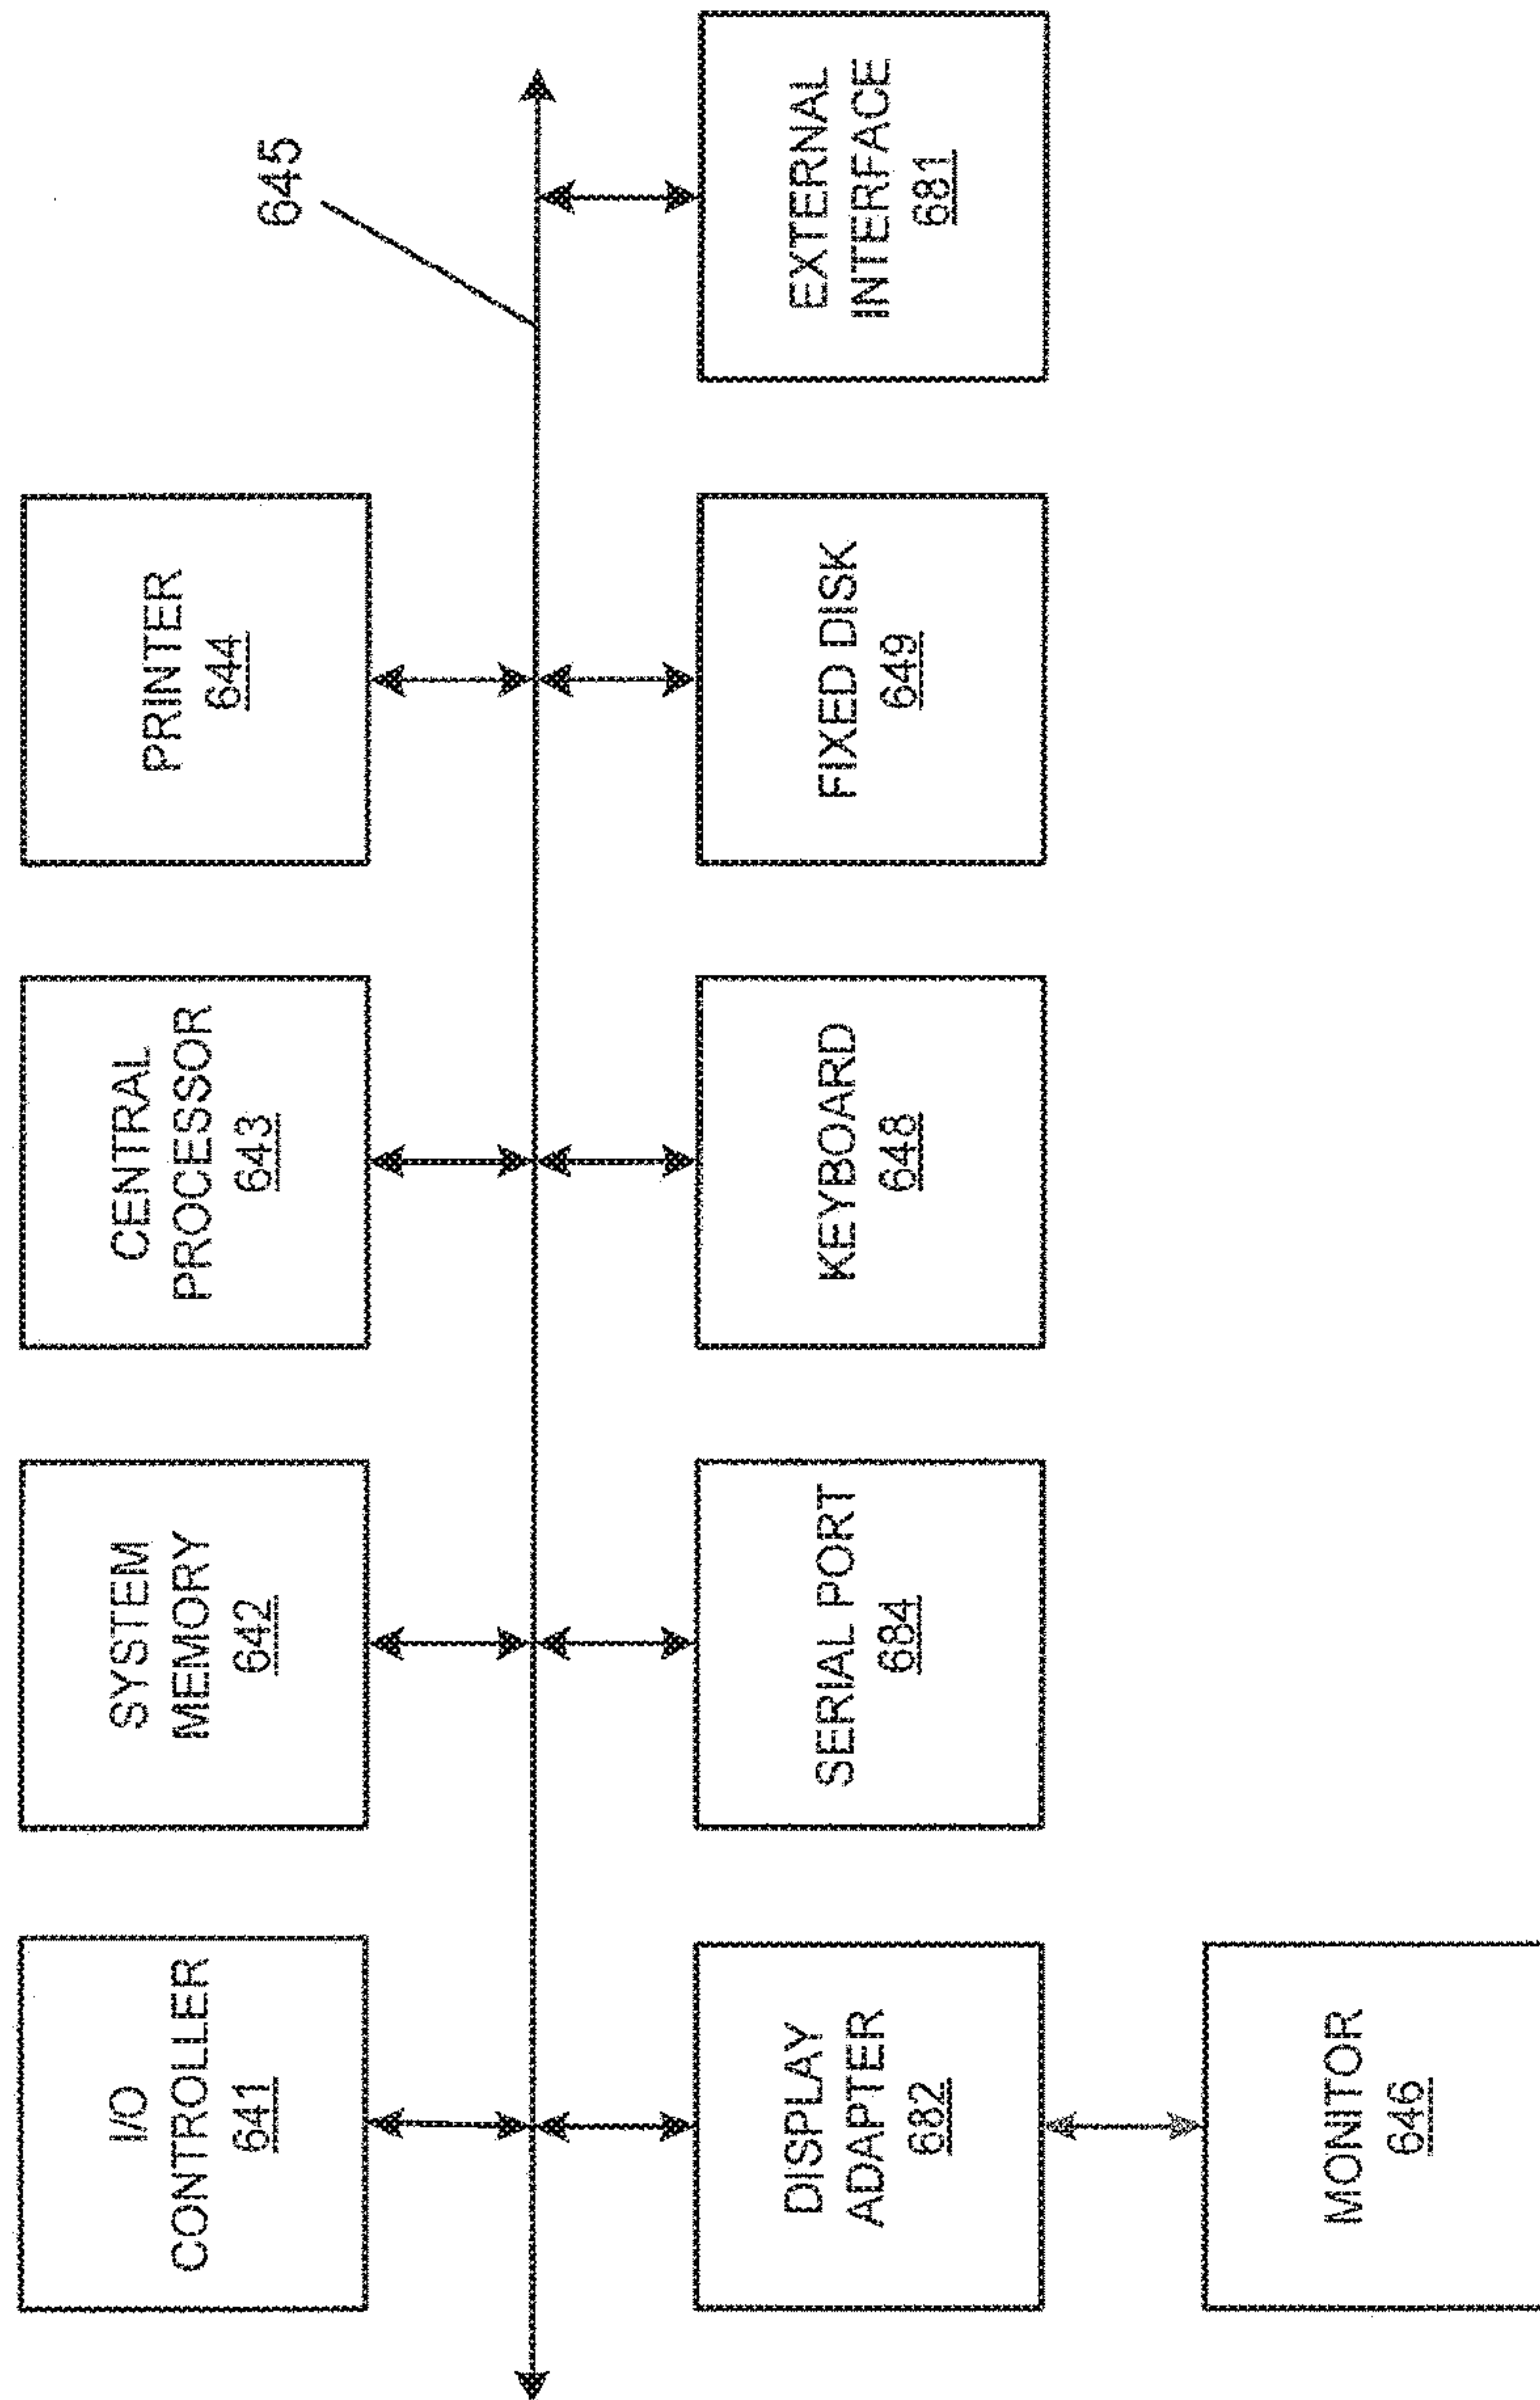 645
I/O
CONTROLLER
641
SYSTEM
MEMORY
642
CENTRAL
PROCESSOR
643
PRINTER
644
DISPLAY
ADAPTER
682
SERIAL PORT
684
KEYBOARD
648
FIXED DISK
649
EXTERNAL
INTERFACE
681
MONITOR
646